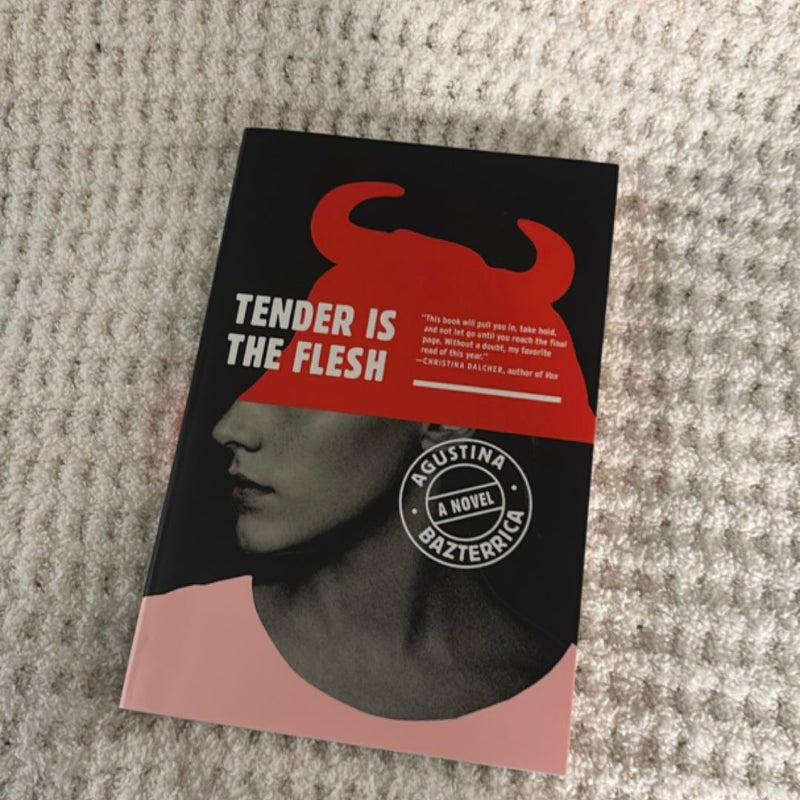 TENDER IS
THE FLESH
"This book will pull you in, take hold,
and not let go until you reach the final
page. Without a doubt, my favorite
read of this year."
—CHRISTINA DALCHER, author of Vox
AGUSTINA
A NOVEL
BAZTERRICA